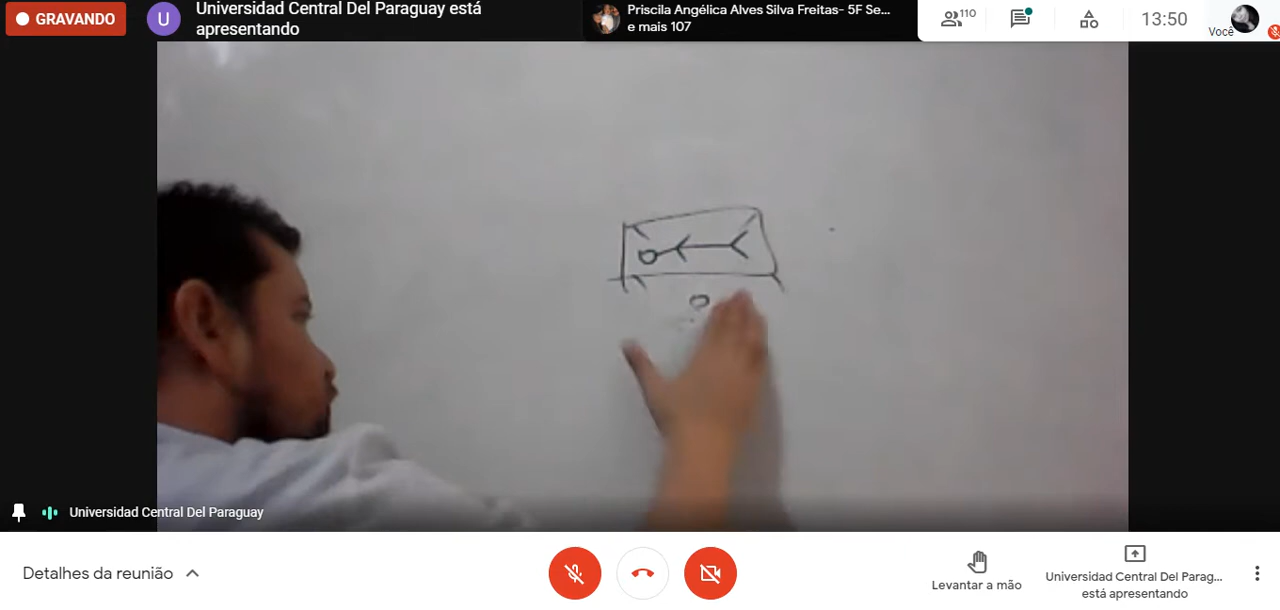 GRAVANDO
U
Universidad Central Del Paraguay está
apresentando
Priscila Angélica Alves Silva Freitas- 5F Se...
e mais 107
110
13:50
Você
Universidad Central Del Paraguay
Detalhes da reunião
Levantar a mão
Universidad Central Del Parag...
está apresentando